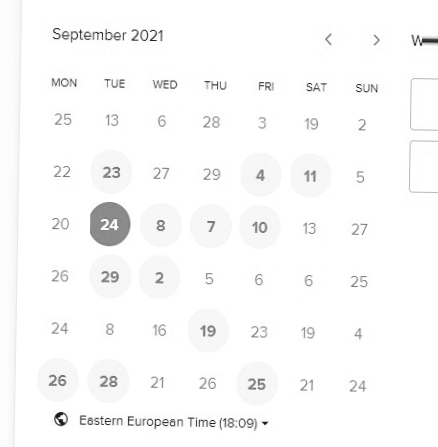 September 2021
MON TUE WED THU FRI SAT SUN
25 13 6 28 3 19 2
22 23 27 29 4 11 5
20 24 8 7 10 13 27
26 29 2 5 6 6 25
24 8 16 19 23 19 4
26 28 21 26 25 21 24
Eastern European Time (18:09)